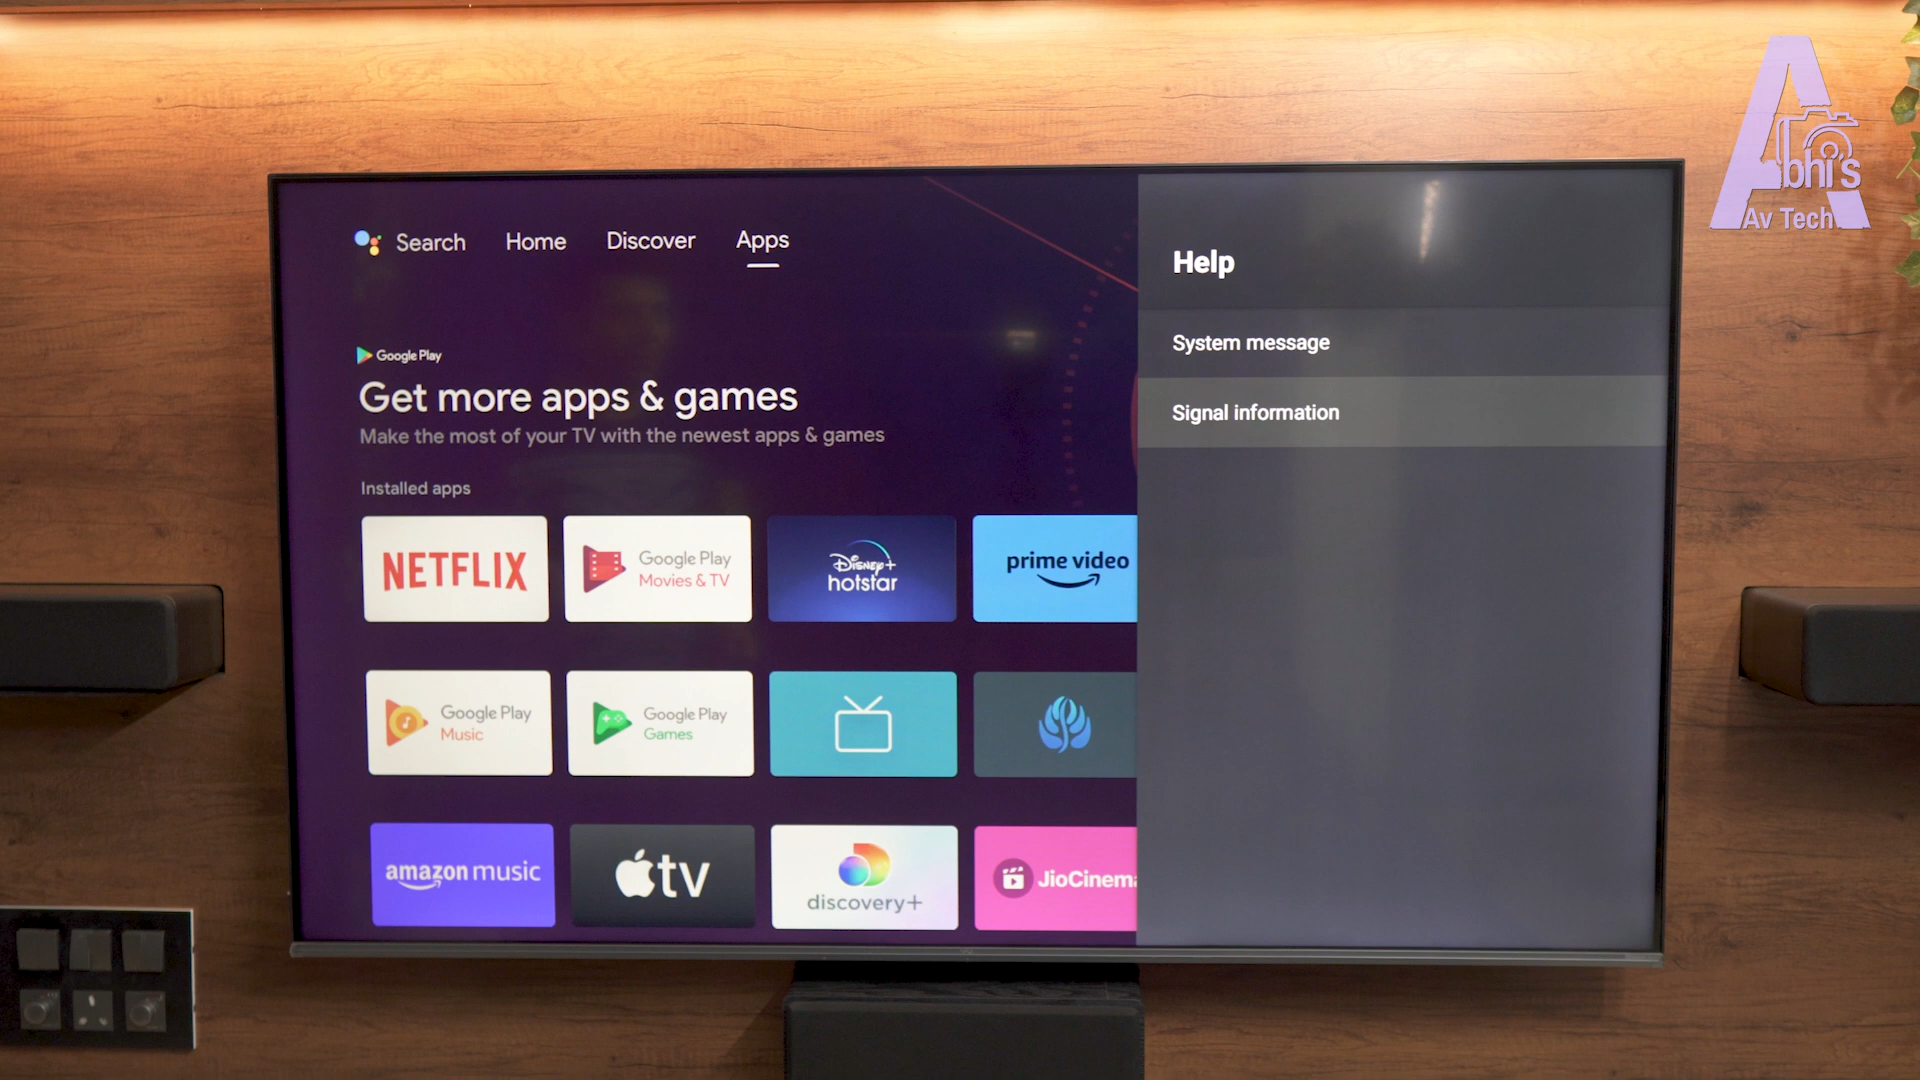 Abhi's
Av Tech
Search Home Discover Apps
Google Play
Get more apps & games
Make the most of your TV with the newest apps & games
Installed apps
NETFLIX
Google Play
Movies & TV
Disney+
hotstar
prime video
Google Play
Music
Google Play
Games
amazon music
tv
discovery+
JioCinema
Help
System message
Signal information